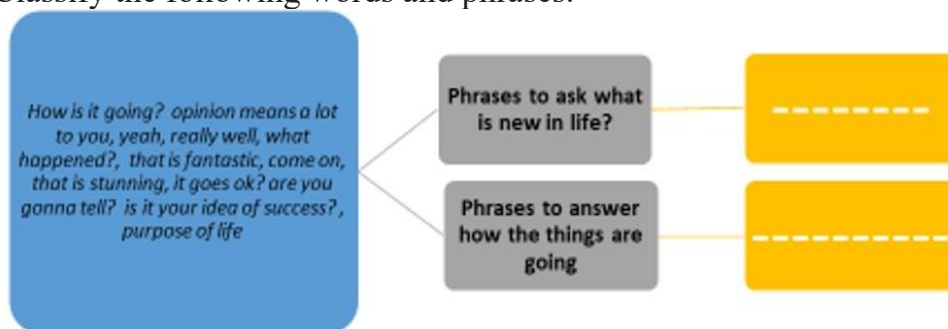 Classify the following words and phrases.
How is it going? opinion means a lot
to you, yeah, really well, what
happened?, that is fantastic, come on,
that is stunning, it goes ok? are you
gonna tell? is it your idea of success?,
purpose of life
Phrases to ask what
is new in life?
Phrases to answer
how the things are
going